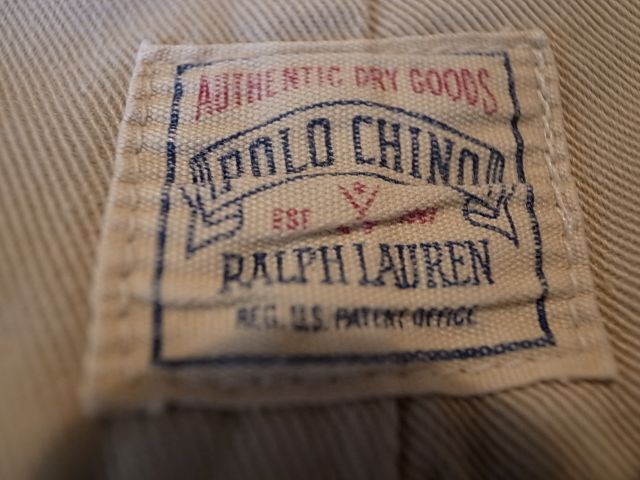 AUTHENTIC DRY GOODS
POLO CHINO
EST
RALPH LAUREN
REG. U.S. PATENT OFFICE